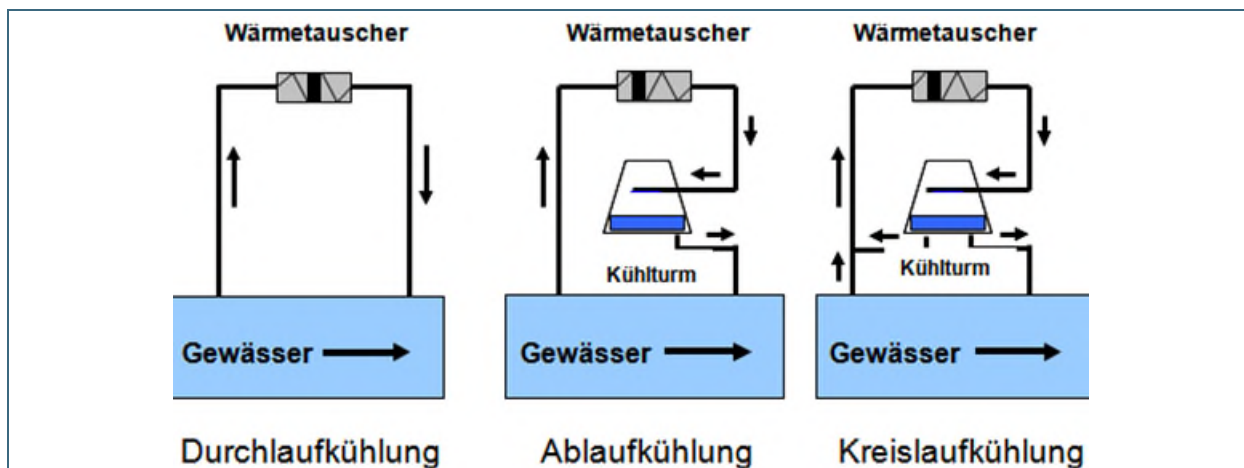 Wärmetauscher
Wärmetauscher
Wärmetauscher
Kühlturm
Kühlturm
Gewässer
Gewässer
Gewässer
Durchlaufkühlung
Ablaufkühlung
Kreislaufkühlung